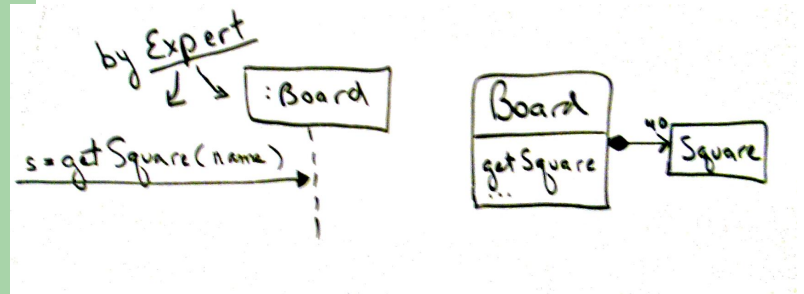 by Expert
:Board
s = getSquare(name)
Board
getSquare
...
40
Square